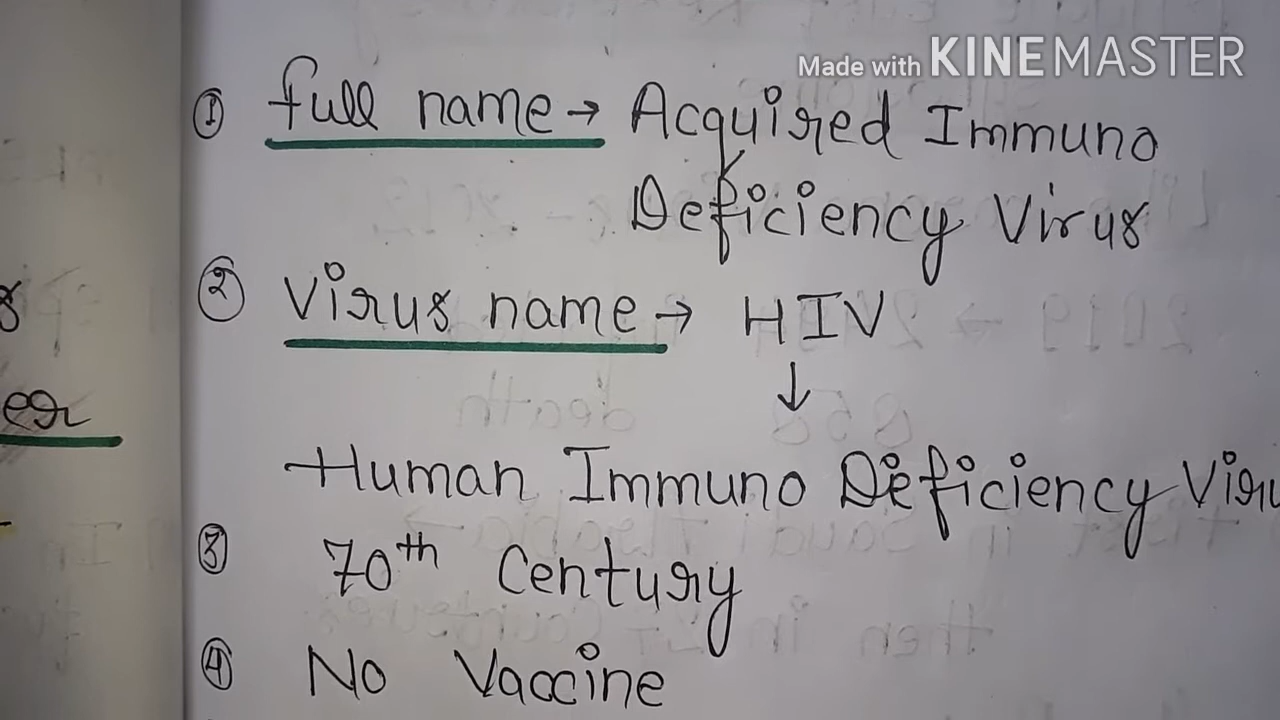 Made with KINEMASTER
① full name → Acquired Immuno
Deficiency Virus
② Virus name → HIV
↓
Human Immuno Deficiency Viru
③ 70th Century
④ No Vaccine